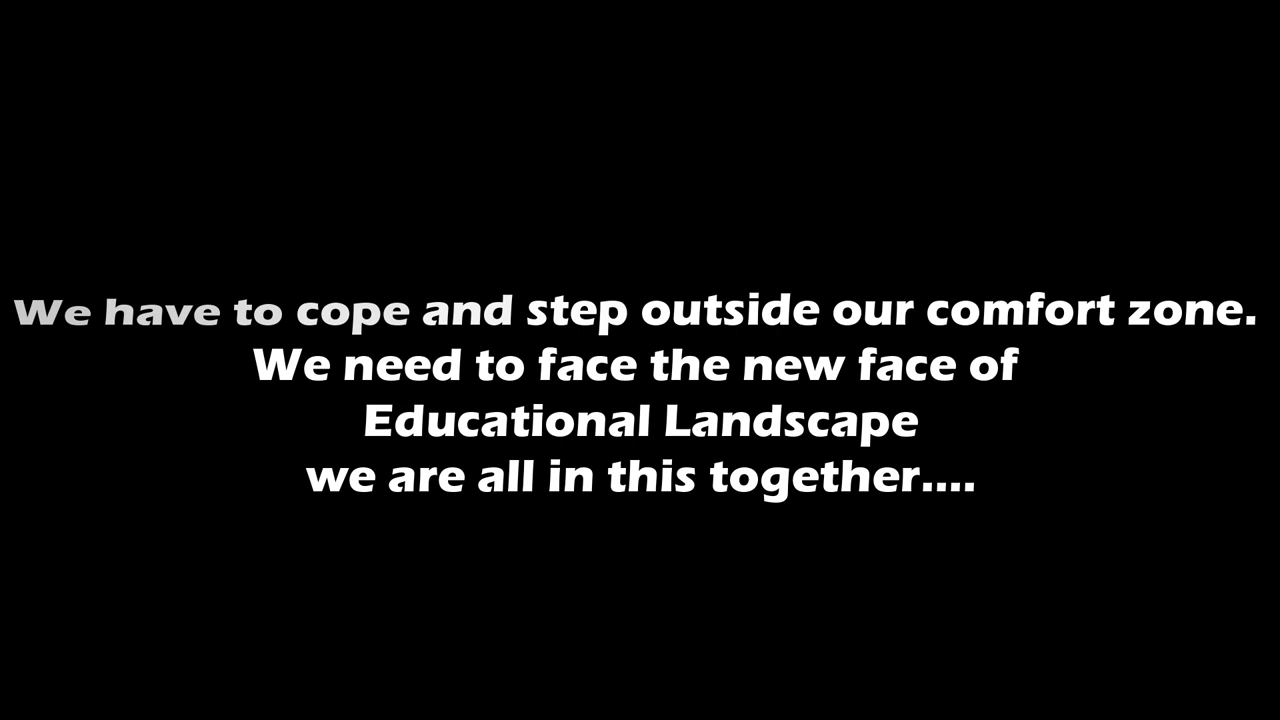 We have to cope and step outside our comfort zone.
We need to face the new face of
Educational Landscape
we are all in this together....